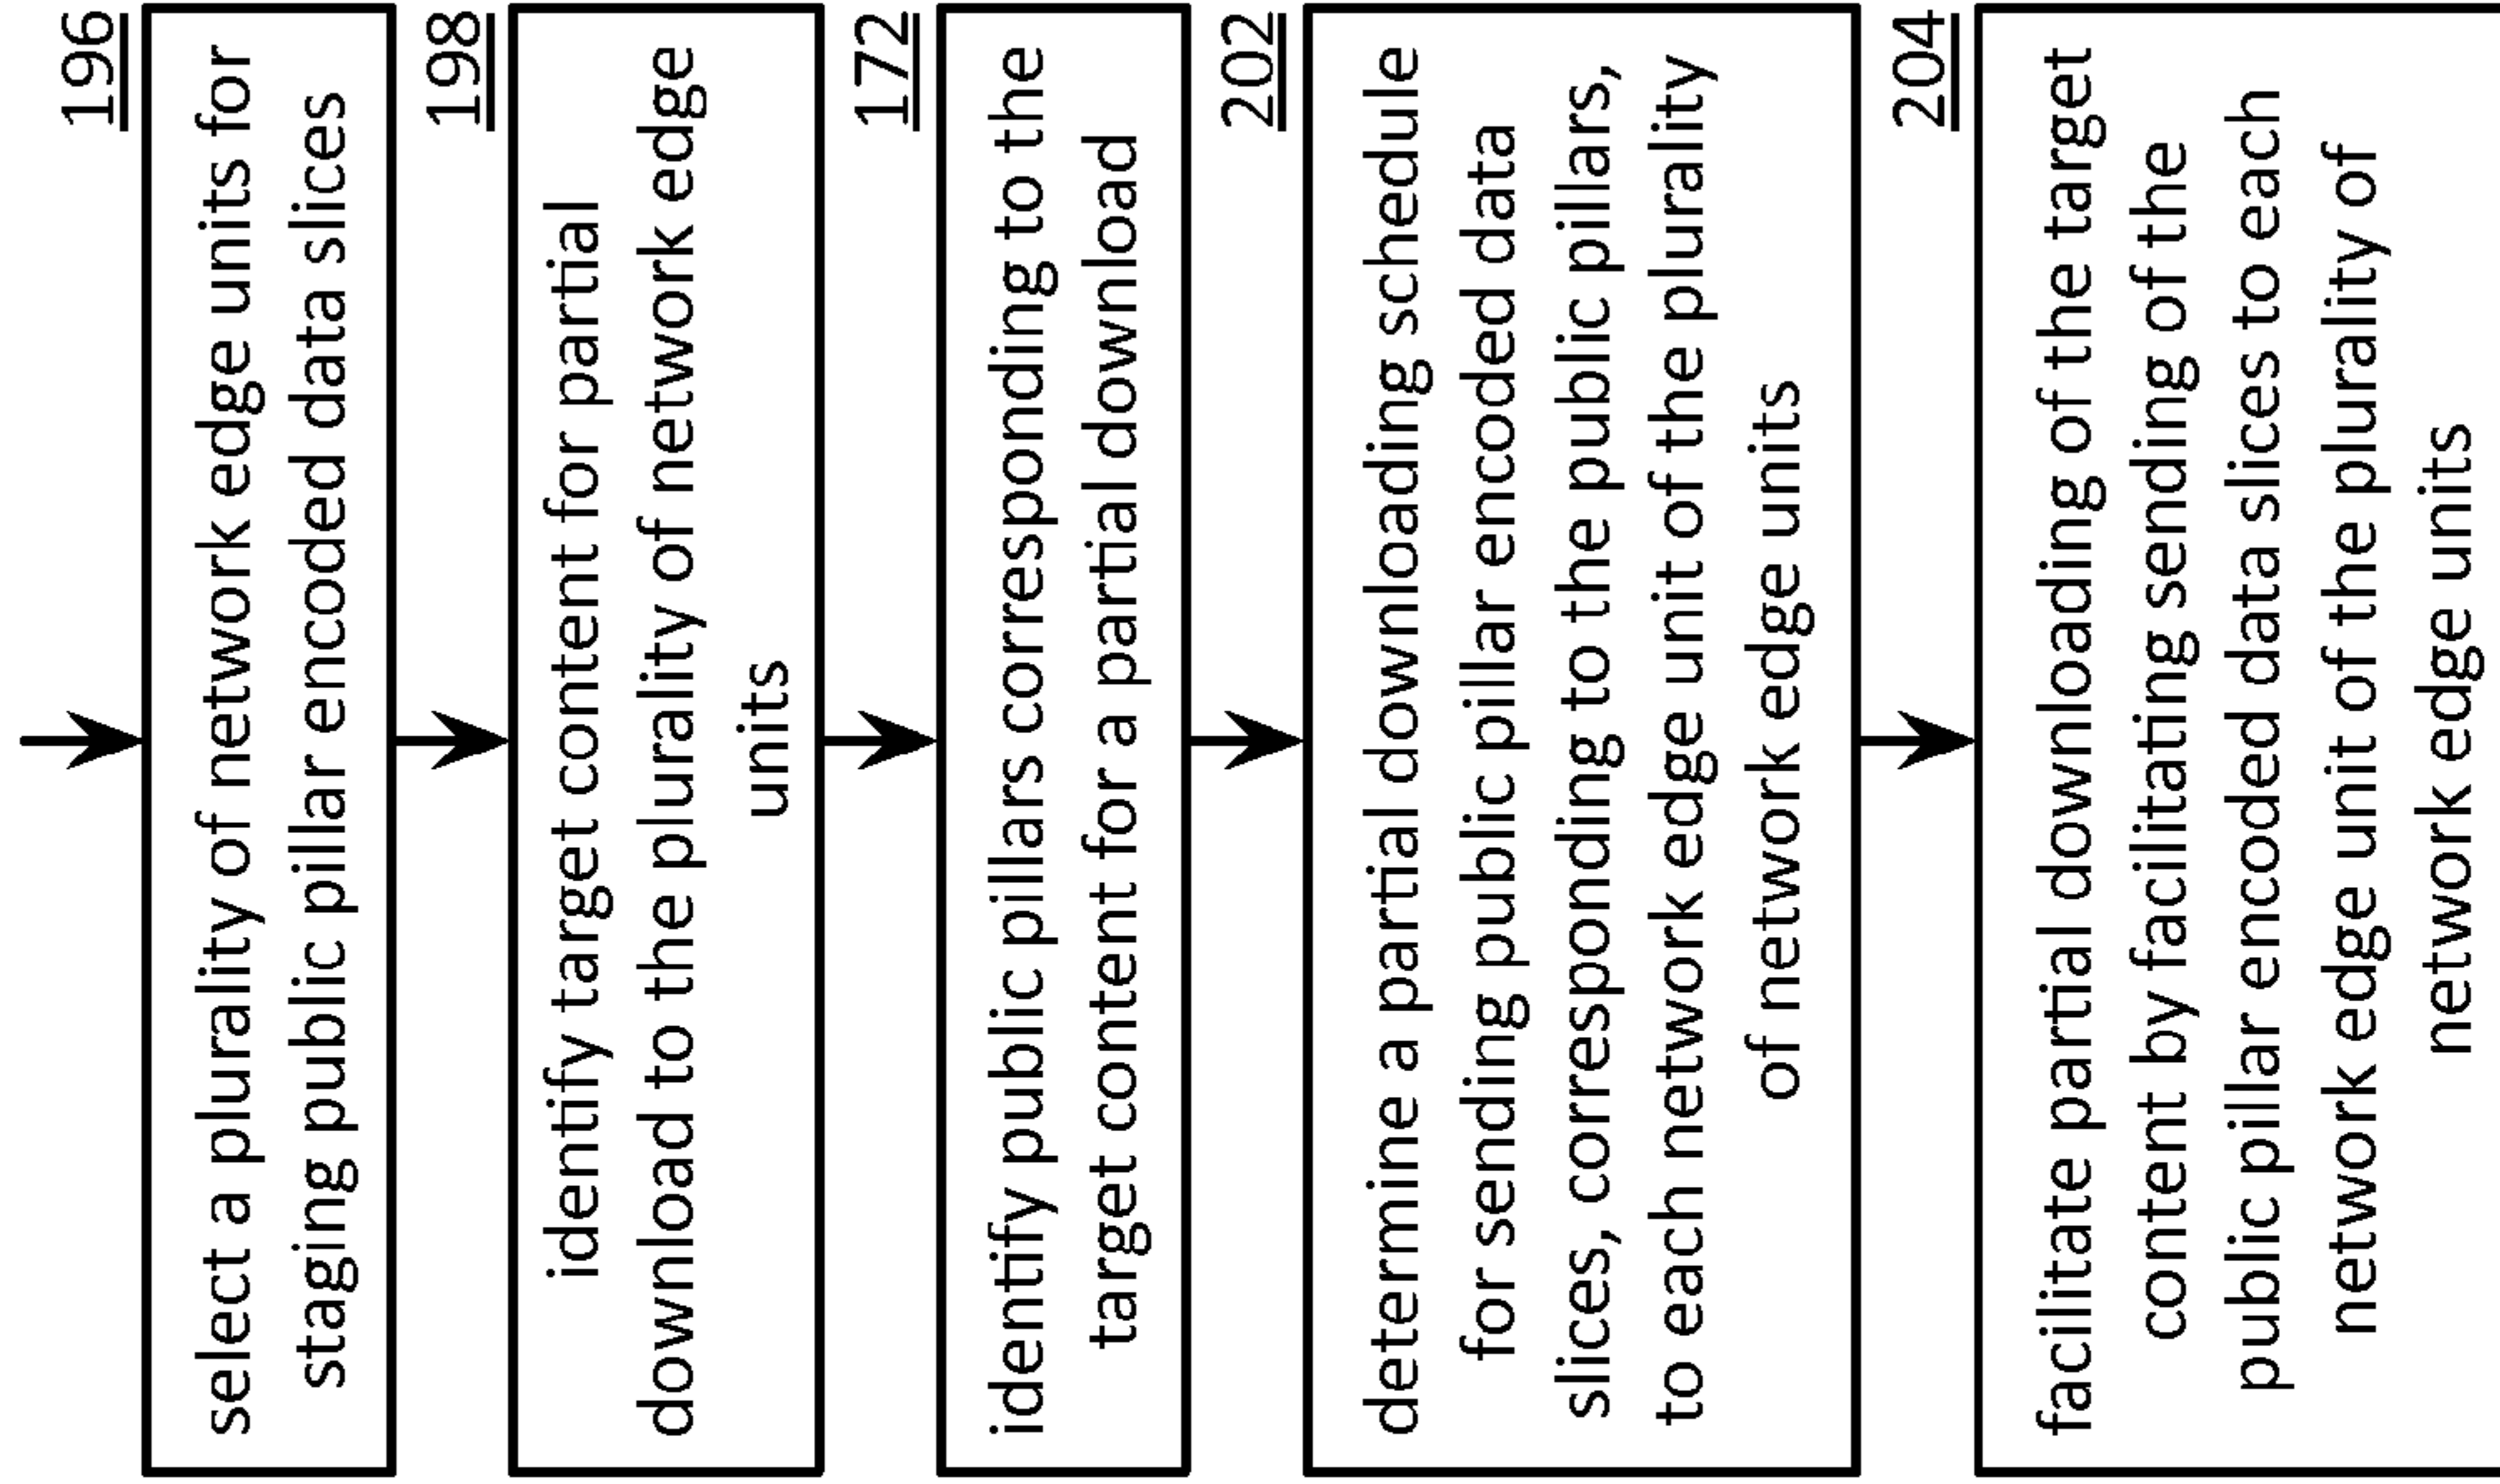 196
select a plurality of network edge units for
staging public pillar encoded data slices
198
identify target content for partial
download to the plurality of network edge
units
172
identify public pillars corresponding to the
target content for a partial download
202
determine a partial downloading schedule
for sending public pillar encoded data
slices, corresponding to the public pillars,
to each network edge unit of the plurality
of network edge units
204
facilitate partial downloading of the target
content by facilitating sending of the
public pillar encoded data slices to each
network edge unit of the plurality of
network edge units